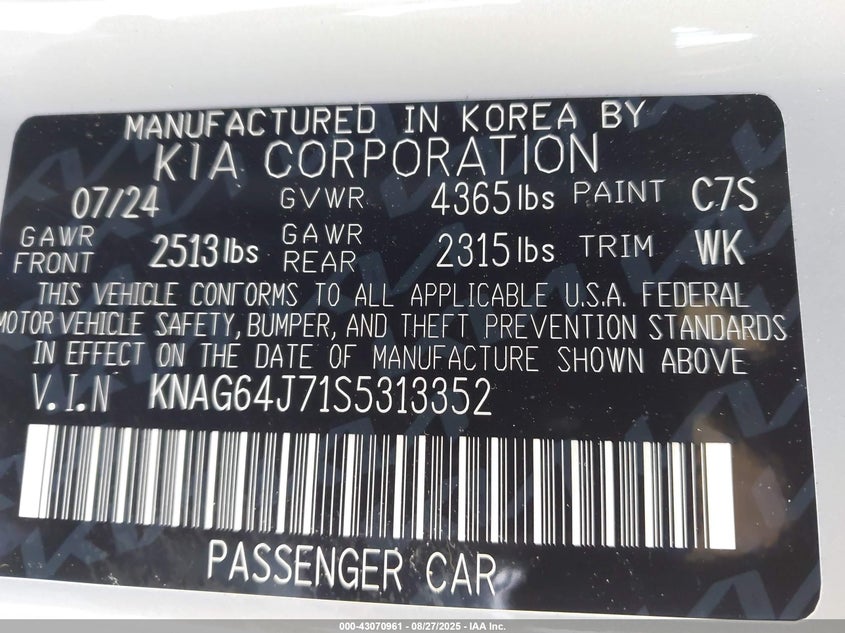 MANUFACTURED IN KOREA BY
KIA CORPORATION
07/24 GVWR 4365 lbs PAINT C7S
GAWR FRONT 2513 lbs GAWR REAR 2315 lbs TRIM WK
THIS VEHICLE CONFORMS TO ALL APPLICABLE U.S.A. FEDERAL
MOTOR VEHICLE SAFETY, BUMPER, AND THEFT PREVENTION STANDARDS
IN EFFECT ON THE DATE OF MANUFACTURE SHOWN ABOVE
V.I.N KNAG64J71S5313352
PASSENGER CAR
000-43070961 - 08/27/2025 - IAA Inc.